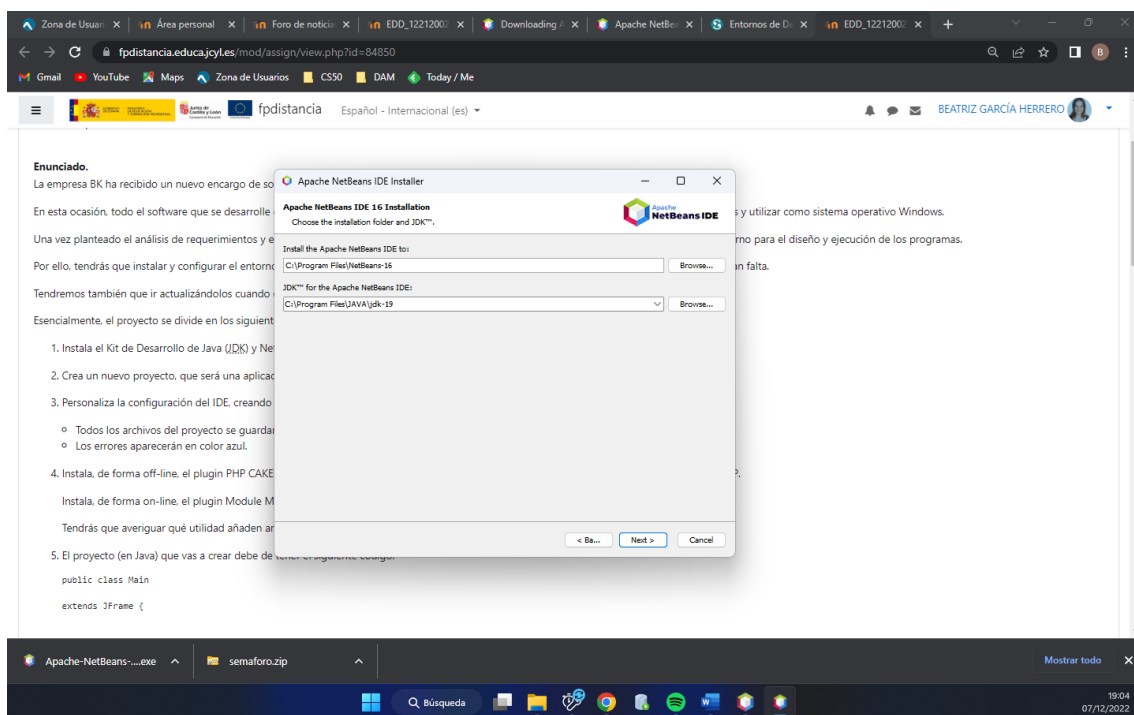 Zona de Usuari
Área personal
Foro de noticia
EDD_1221200
Downloading A
Apache NetBe
Entornos de De
EDD_12212002
fpdistancia.educa.jcyl.es/mod/assign/view.php?id=84850
B
Gmail
YouTube
Maps
Zona de Usuarios
CS50
DAM
Today / Me
Junta de Castilla y León
fpdistancia
Español - Internacional (es)
BEATRIZ GARCÍA HERRERO
Enunciado.
La empresa BK ha recibido un nuevo encargo de so
En esta ocasión, todo el software que se desarrolle
s y utilizar como sistema operativo Windows.
Una vez planteado el análisis de requerimientos y e
rno para el diseño y ejecución de los programas.
Por ello, tendrás que instalar y configurar el entorno
an falta.
Tendremos también que ir actualizándolos cuando
Esencialmente, el proyecto se divide en los siguient
1. Instala el Kit de Desarrollo de Java (JDK) y Ne
2. Crea un nuevo proyecto, que será una aplicac
3. Personaliza la configuración del IDE, creando
Todos los archivos del proyecto se guardar
Los errores aparecerán en color azul.
4. Instala, de forma off-line, el plugin PHP CAKE
P.
Instala, de forma on-line, el plugin Module M
Tendrás que averiguar qué utilidad añaden an
5. El proyecto (en Java) que vas a crear debe de tener el siguiente código:
public class Main
extends JFrame {
Apache NetBeans IDE Installer
Apache NetBeans IDE 16 Installation
Choose the installation folder and JDK™.
Apache
NetBeans IDE
Install the Apache NetBeans IDE to:
C:\Program Files\NetBeans-16
Browse...
JDK™ for the Apache NetBeans IDE:
C:\Program Files\JAVA\jdk-19
Browse...
< Ba...
Next >
Cancel
Apache-NetBeans-....exe
semaforo.zip
Mostrar todo
Búsqueda
19:04
07/12/2022